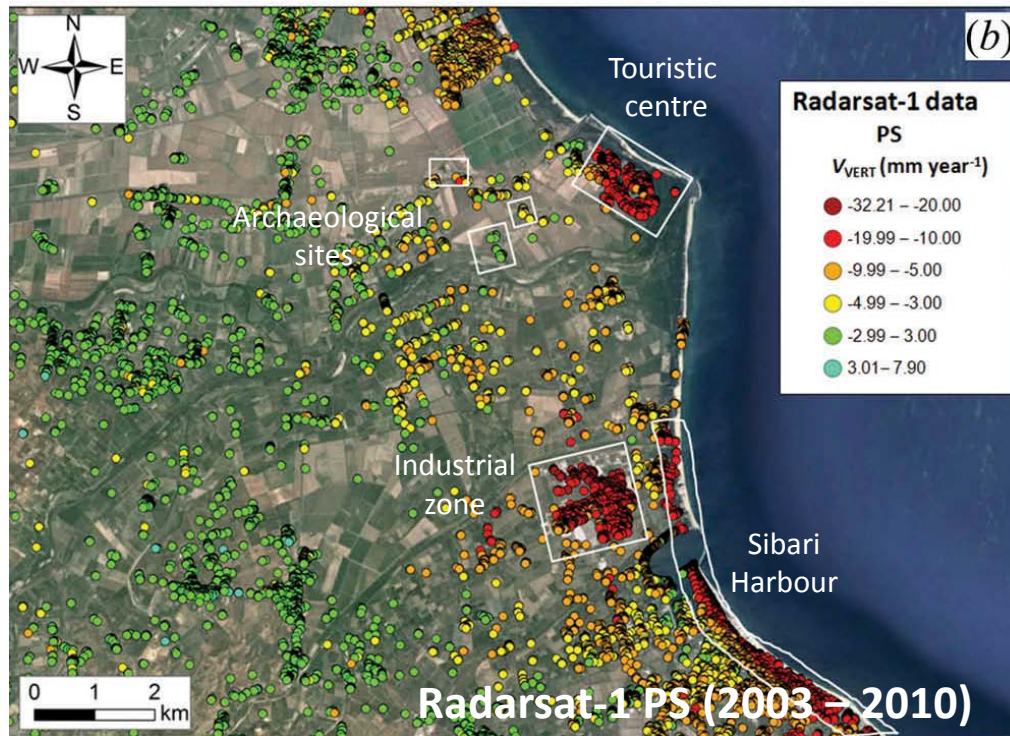 N
W E
S
(b)
Touristic
centre
Radarsat-1 data
PS
V_VERT (mm year⁻¹)
-32.21 – -20.00
-19.99 – -10.00
-9.99 – -5.00
-4.99 – -3.00
-2.99 – 3.00
3.01– 7.90
Archaeological
sites
Industrial
zone
Sibari
Harbour
0 1 2
km
Radarsat-1 PS (2003 – 2010)